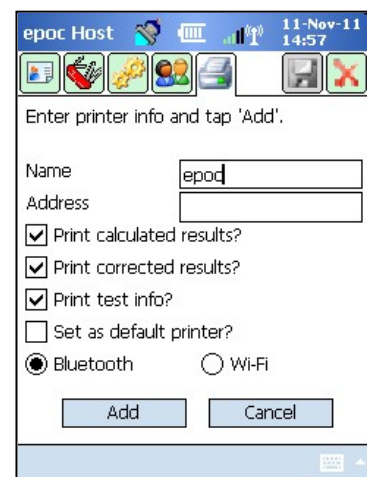 epoc Host 11-Nov-11
14:57
Enter printer info and tap 'Add'.
Name epoc
Address
Print calculated results?
Print corrected results?
Print test info?
Set as default printer?
Bluetooth Wi-Fi
Add Cancel